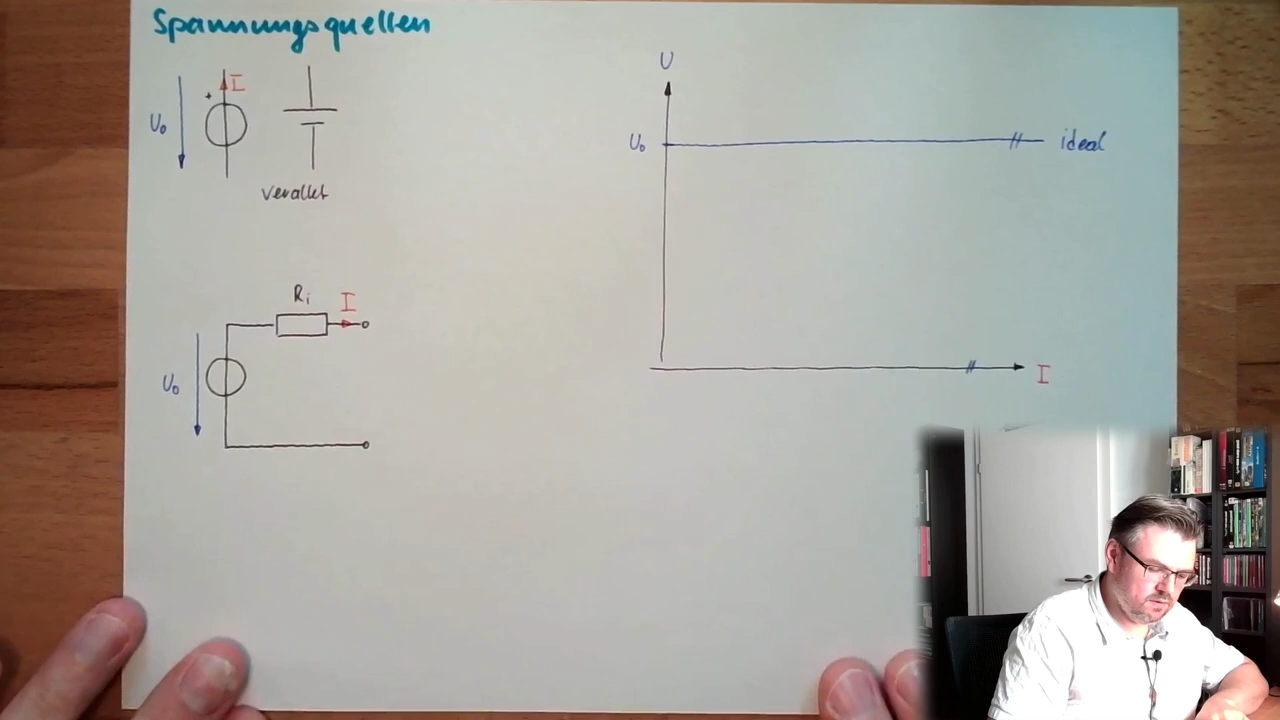 Spannungsquellen
U₀
+
I
veraltet
U₀
Ri
I
U
U₀
ideal
I